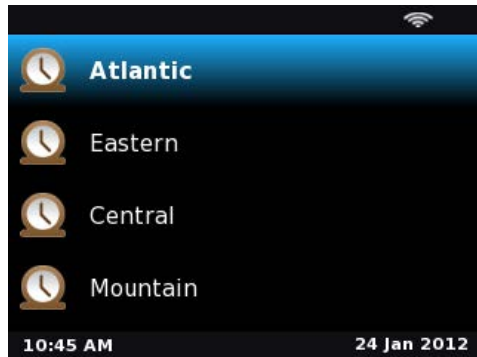 Atlantic
Eastern
Central
Mountain
10:45 AM 24 Jan 2012